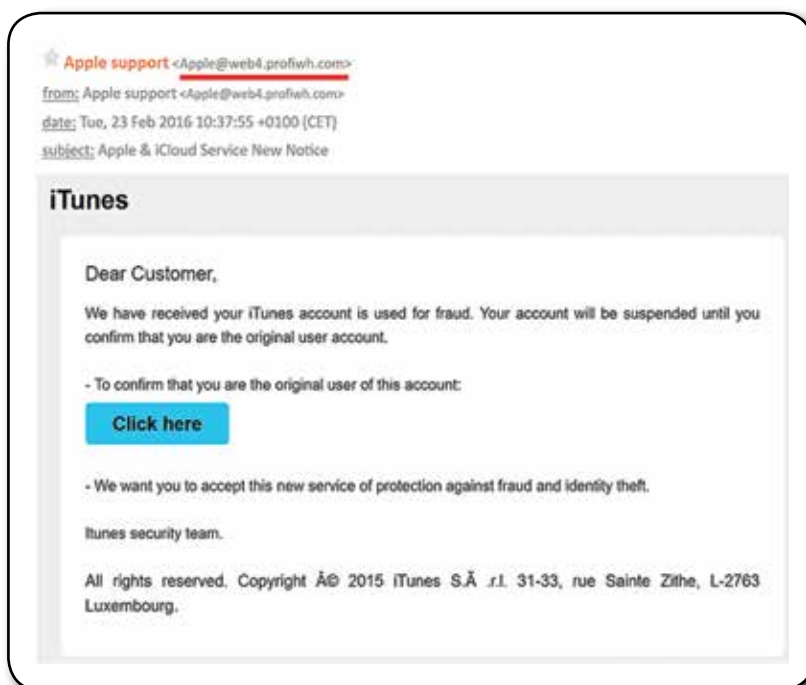 Apple support <Apple@web4.profiwh.com>
from: Apple support <Apple@web4.profiwh.com>
date: Tue, 23 Feb 2016 10:37:55 +0100 (CET)
subject: Apple & iCloud Service New Notice
iTunes
Dear Customer,
We have received your iTunes account is used for fraud. Your account will be suspended until you
confirm that you are the original user account.
- To confirm that you are the original user of this account:
Click here
- We want you to accept this new service of protection against fraud and identity theft.
Itunes security team.
All rights reserved. Copyright Â© 2015 iTunes S.Ã .r.l. 31-33, rue Sainte Zithe, L-2763
Luxembourg.